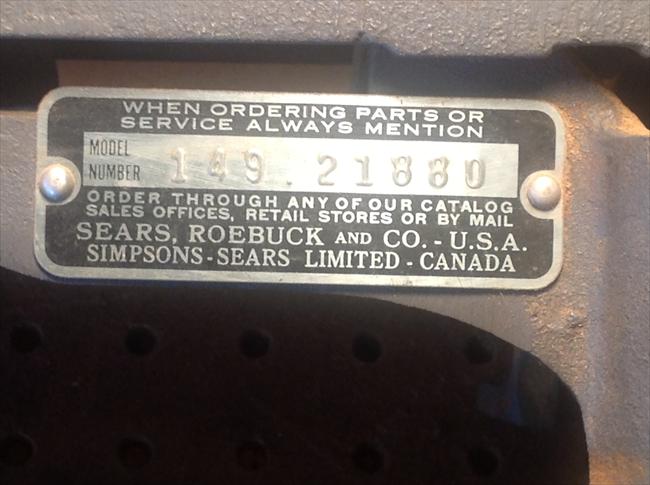 WHEN ORDERING PARTS OR
SERVICE ALWAYS MENTION
MODEL
NUMBER 149.21880
ORDER THROUGH ANY OF OUR CATALOG
SALES OFFICES, RETAIL STORES OR BY MAIL
SEARS, ROEBUCK AND CO. - U.S.A.
SIMPSONS-SEARS LIMITED - CANADA